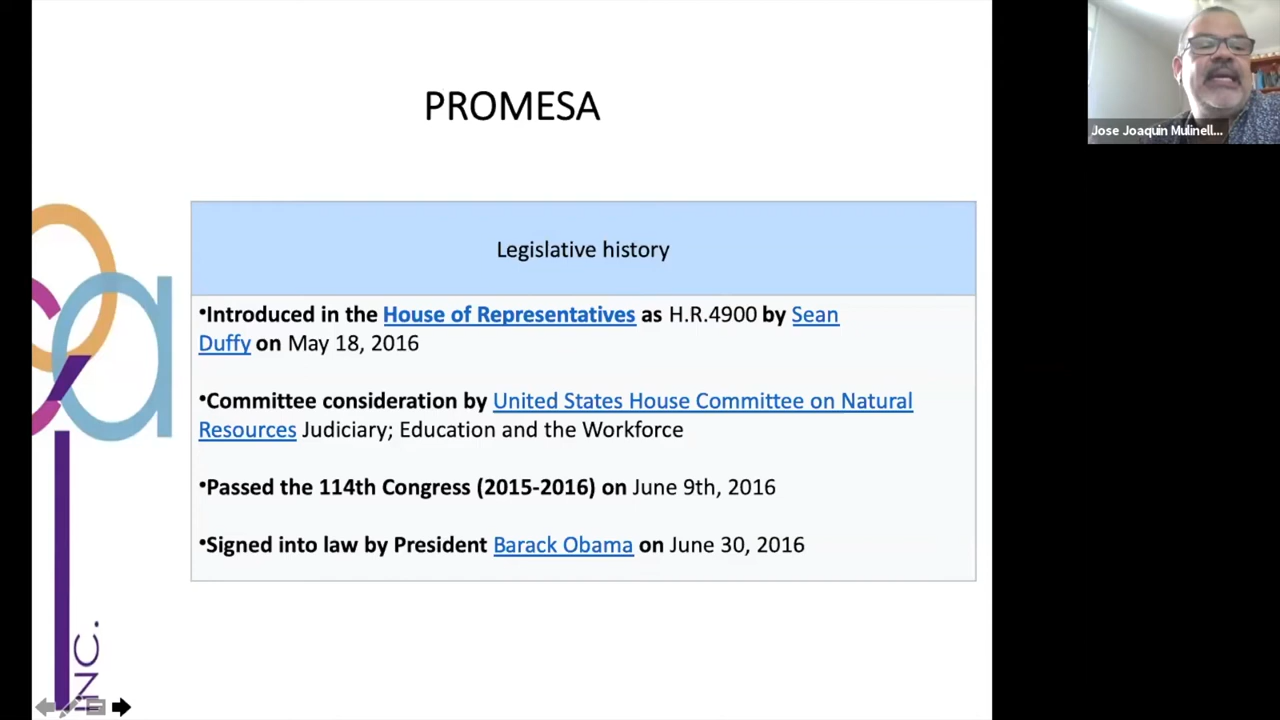 PROMESA
Jose Joaquin Mulinell...
Legislative history
•Introduced in the House of Representatives as H.R.4900 by Sean
Duffy on May 18, 2016
•Committee consideration by United States House Committee on Natural
Resources Judiciary; Education and the Workforce
•Passed the 114th Congress (2015-2016) on June 9th, 2016
•Signed into law by President Barack Obama on June 30, 2016
INC.